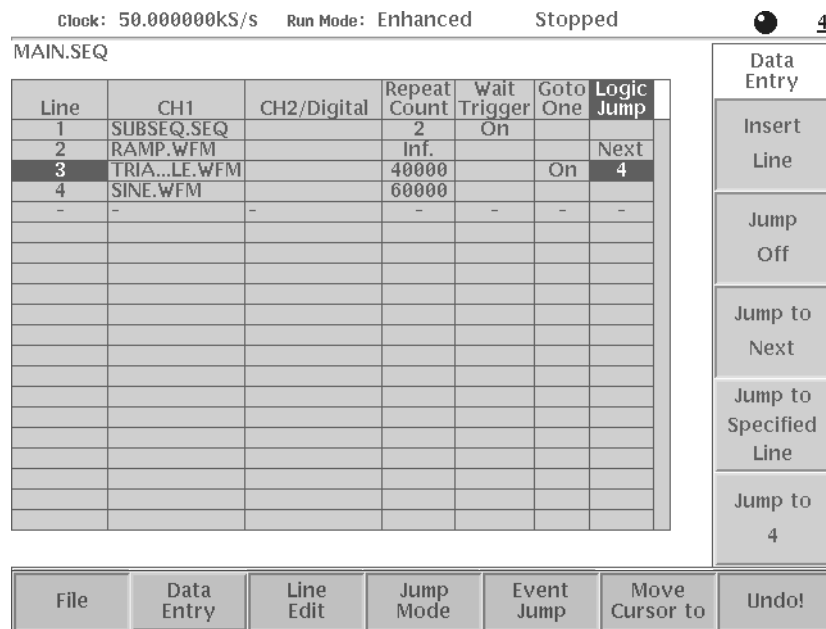 Clock: 50.000000kS/s Run Mode: Enhanced Stopped 4
MAIN.SEQ
Line CH1 CH2/Digital Repeat Count Wait Trigger Goto One Logic Jump
1 SUBSEQ.SEQ 2 On
2 RAMP.WFM Inf. Next
3 TRIA...LE.WFM 40000 On 4
4 SINE.WFM 60000
- - - - - - -
Data Entry
Insert Line
Jump Off
Jump to Next
Jump to Specified Line
Jump to 4
File Data Entry Line Edit Jump Mode Event Jump Move Cursor to Undo!